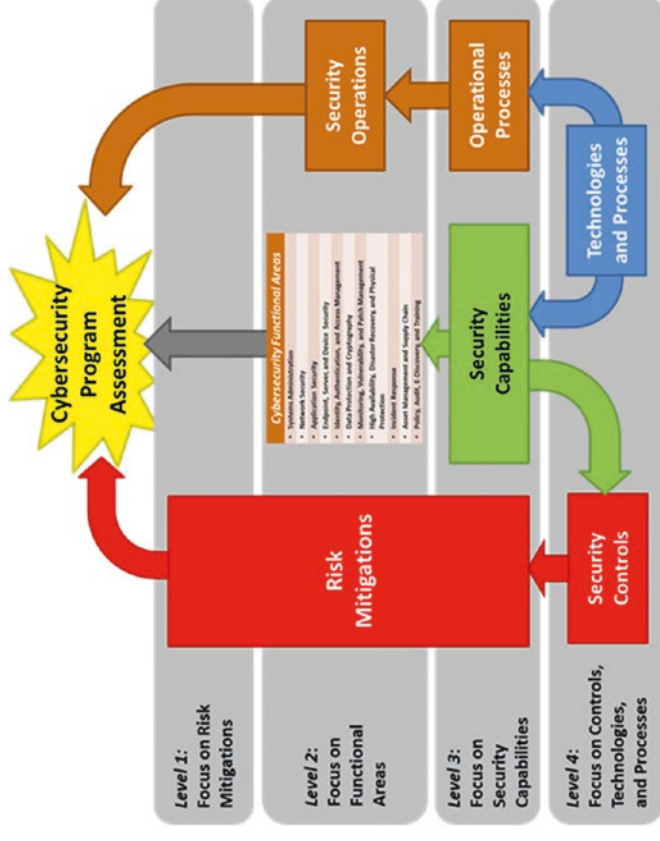 Cybersecurity
Program
Assessment
Level 1:
Focus on Risk
Mitigations
Level 2:
Focus on
Functional
Areas
Risk
Mitigations
Cybersecurity Functional Areas
• Systems Administration
• Network Security
• Application Security
• Endpoint, Server, and Device Security
• Identity, Authentication, and Access Management
• Data Protection and Cryptography
• Monitoring, Vulnerability, and Patch Management
• High Availability, Disaster Recovery, and Physical
Protection
• Incident Response
• Asset Management and Supply Chain
• Policy, Audit, E-Discovery, and Training
Security
Operations
Level 3:
Focus on
Security
Capabilities
Security
Capabilities
Operational
Processes
Level 4:
Focus on Controls,
Technologies,
and Processes
Security
Controls
Technologies
and Processes